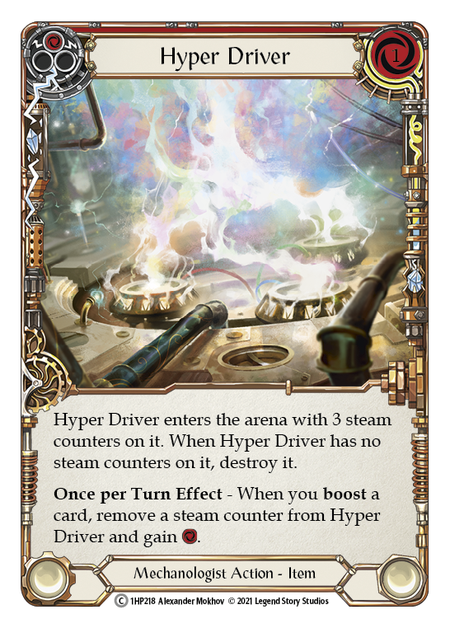 Hyper Driver
1
Hyper Driver enters the arena with 3 steam
counters on it. When Hyper Driver has no
steam counters on it, destroy it.
Once per Turn Effect - When you boost a
card, remove a steam counter from Hyper
Driver and gain .
Mechanologist Action - Item
C 1HP218 Alexander Mokhov © 2021 Legend Story Studios